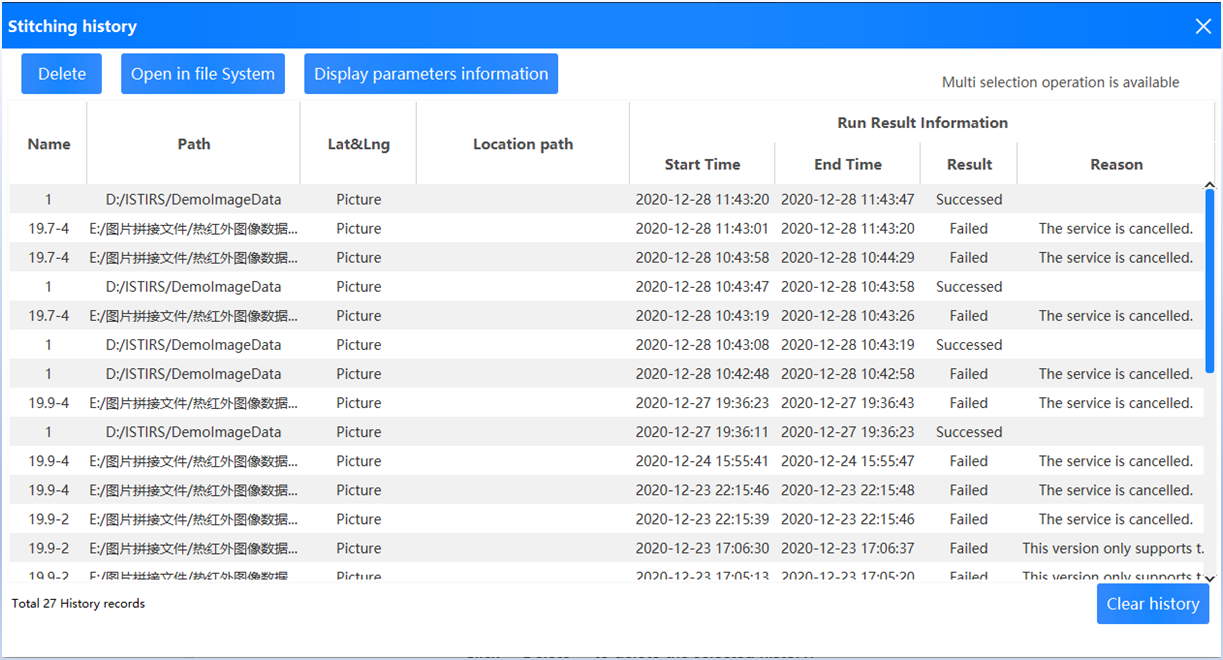 Stitching history
Delete Open in file System Display parameters information
Multi selection operation is available
Run Result Information
Name Path Lat&Lng Location path Start Time End Time Result Reason
1 D:/ISTIRS/DemoImageData Picture 2020-12-28 11:43:20 2020-12-28 11:43:47 Successed
19.7-4 E:/图片拼接文件/热红外图像数据... Picture 2020-12-28 11:43:01 2020-12-28 11:43:20 Failed The service is cancelled.
19.7-4 E:/图片拼接文件/热红外图像数据... Picture 2020-12-28 10:43:58 2020-12-28 10:44:29 Failed The service is cancelled.
1 D:/ISTIRS/DemoImageData Picture 2020-12-28 10:43:47 2020-12-28 10:43:58 Successed
19.7-4 E:/图片拼接文件/热红外图像数据... Picture 2020-12-28 10:43:19 2020-12-28 10:43:26 Failed The service is cancelled.
1 D:/ISTIRS/DemoImageData Picture 2020-12-28 10:43:08 2020-12-28 10:43:19 Successed
1 D:/ISTIRS/DemoImageData Picture 2020-12-28 10:42:48 2020-12-28 10:42:58 Failed The service is cancelled.
19.9-4 E:/图片拼接文件/热红外图像数据... Picture 2020-12-27 19:36:23 2020-12-27 19:36:43 Failed The service is cancelled.
1 D:/ISTIRS/DemoImageData Picture 2020-12-27 19:36:11 2020-12-27 19:36:23 Successed
19.9-4 E:/图片拼接文件/热红外图像数据... Picture 2020-12-24 15:55:41 2020-12-24 15:55:47 Failed The service is cancelled.
19.9-4 E:/图片拼接文件/热红外图像数据... Picture 2020-12-23 22:15:46 2020-12-23 22:15:48 Failed The service is cancelled.
19.9-2 E:/图片拼接文件/热红外图像数据... Picture 2020-12-23 22:15:39 2020-12-23 22:15:46 Failed The service is cancelled.
19.9-2 E:/图片拼接文件/热红外图像数据... Picture 2020-12-23 17:06:30 2020-12-23 17:06:37 Failed This version only supports t.
19.9-2 E:/图片拼接文件/热红外图像数据 Picture 2020-12-23 17:05:13 2020-12-23 17:05:20 Failed This version only supports t.
Total 27 History records
Clear history